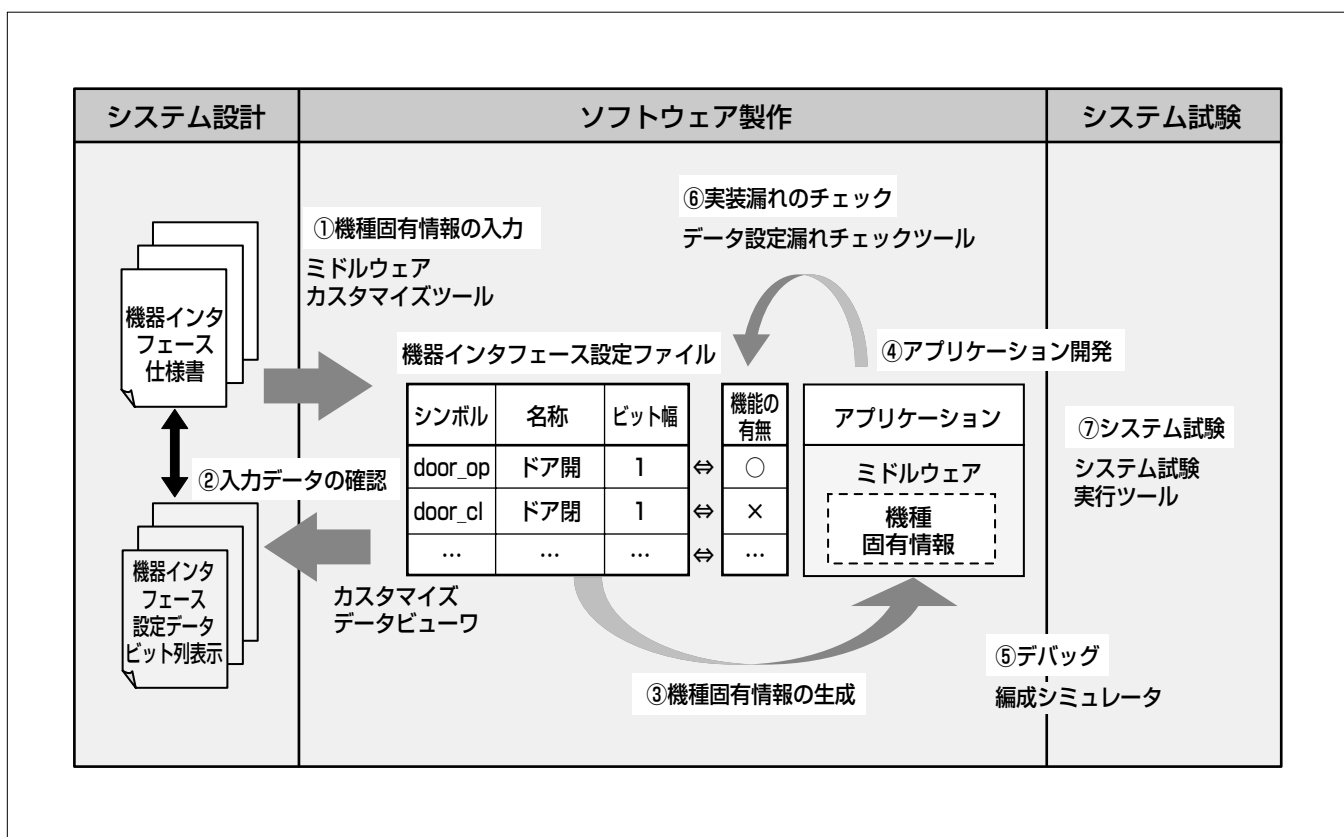 システム設計
ソフトウェア製作
システム試験
機器インタ
フェース
仕様書
①機種固有情報の入力
ミドルウェア
カスタマイズツール
②入力データの確認
機器インタ
フェース
設定データ
ビット列表示
カスタマイズ
データビューワ
機器インタフェース設定ファイル
シンボル 名称 ビット幅 機能の
有無
door_op ドア開 1 ⇔ ○
door_cl ドア閉 1 ⇔ ×
… … … ⇔ …
③機種固有情報の生成
④アプリケーション開発
アプリケーション
ミドルウェア
機種
固有情報
⑤デバッグ
編成シミュレータ
⑥実装漏れのチェック
データ設定漏れチェックツール
⑦システム試験
システム試験
実行ツール